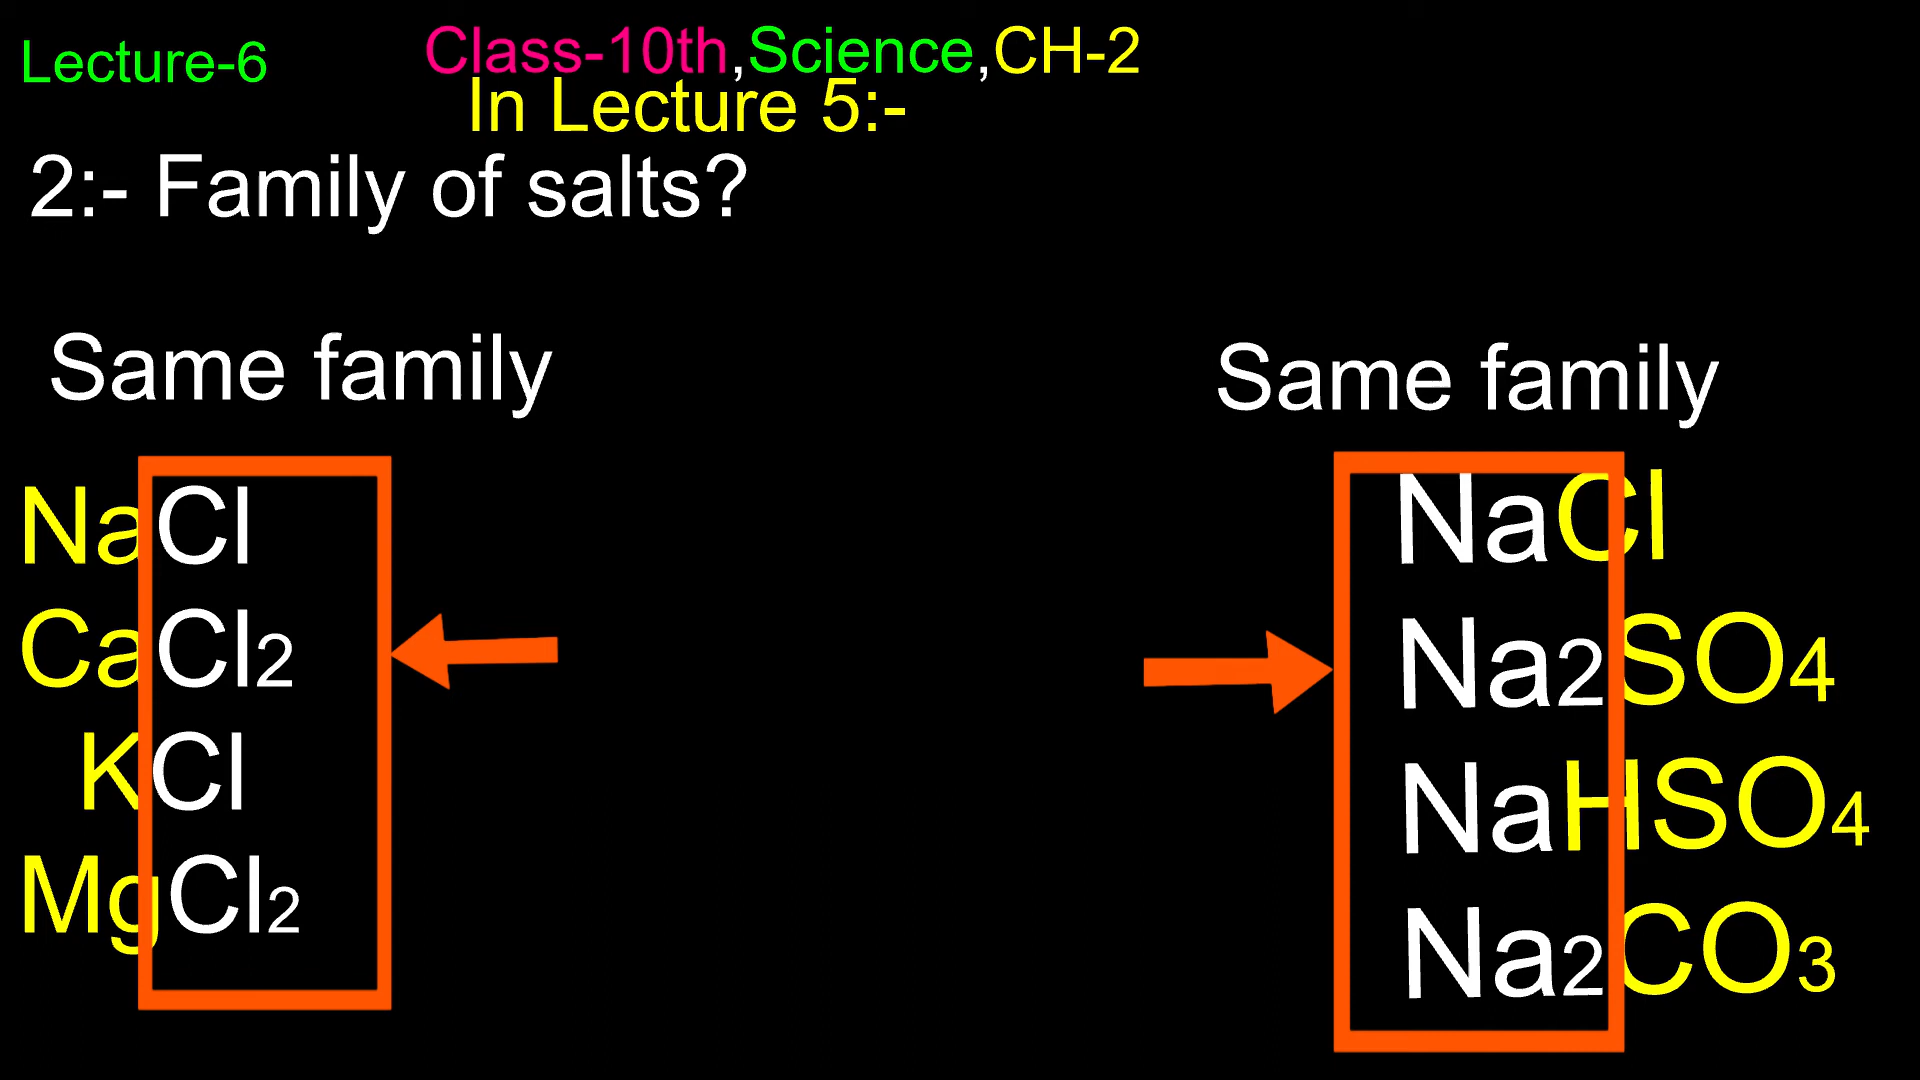 Lecture-6
Class-10th,Science,CH-2
In Lecture 5:-
2:- Family of salts?
Same family
NaCl
CaCl2
KCl
MgCl2
Same family
NaCl
Na2SO4
NaHSO4
Na2CO3